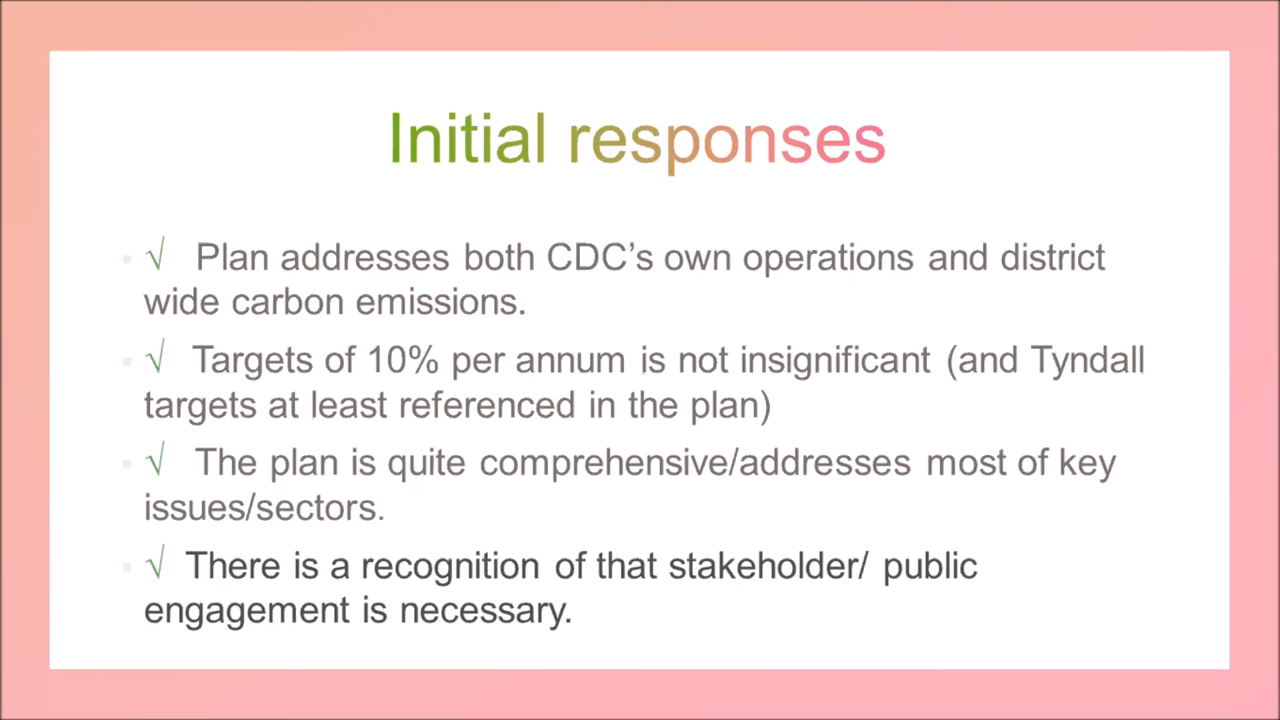 Initial responses
√ Plan addresses both CDC’s own operations and district
wide carbon emissions.
√ Targets of 10% per annum is not insignificant (and Tyndall
targets at least referenced in the plan)
√ The plan is quite comprehensive/addresses most of key
issues/sectors.
√ There is a recognition of that stakeholder/ public
engagement is necessary.